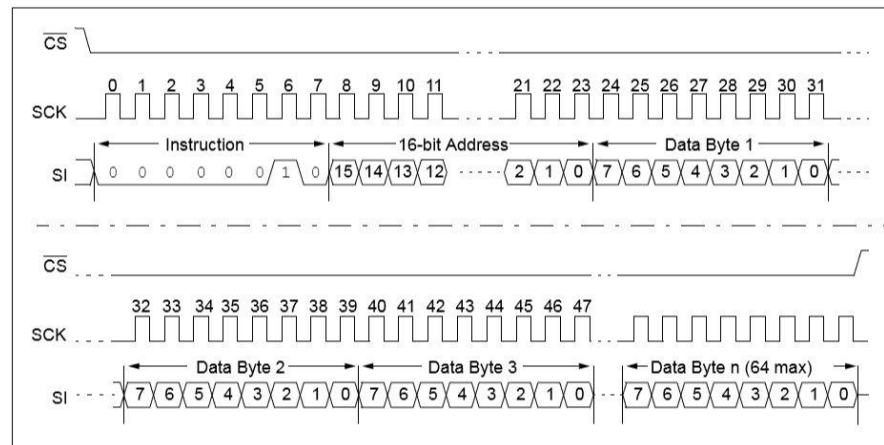 CS
0 1 2 3 4 5 6 7 8 9 10 11 21 22 23 24 25 26 27 28 29 30 31
SCK
Instruction 16-bit Address Data Byte 1
SI 0 0 0 0 0 0 1 0 15 14 13 12 2 1 0 7 6 5 4 3 2 1 0
CS
32 33 34 35 36 37 38 39 40 41 42 43 44 45 46 47
SCK
Data Byte 2 Data Byte 3 Data Byte n (64 max)
SI 7 6 5 4 3 2 1 0 7 6 5 4 3 2 1 0 7 6 5 4 3 2 1 0